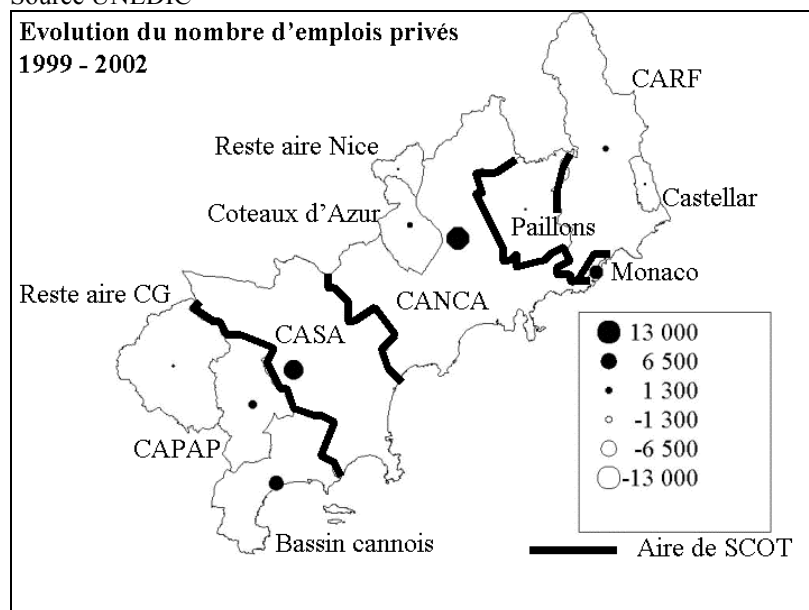 Source UNEDIC
Evolution du nombre d'emplois privés
1999 - 2002
CARF
Reste aire Nice
Castellar
Coteaux d'Azur
Paillons
Monaco
Reste aire CG
CANCA
CASA
13 000
6 500
1 300
-1 300
-6 500
-13 000
CAPAP
Bassin cannois
Aire de SCOT